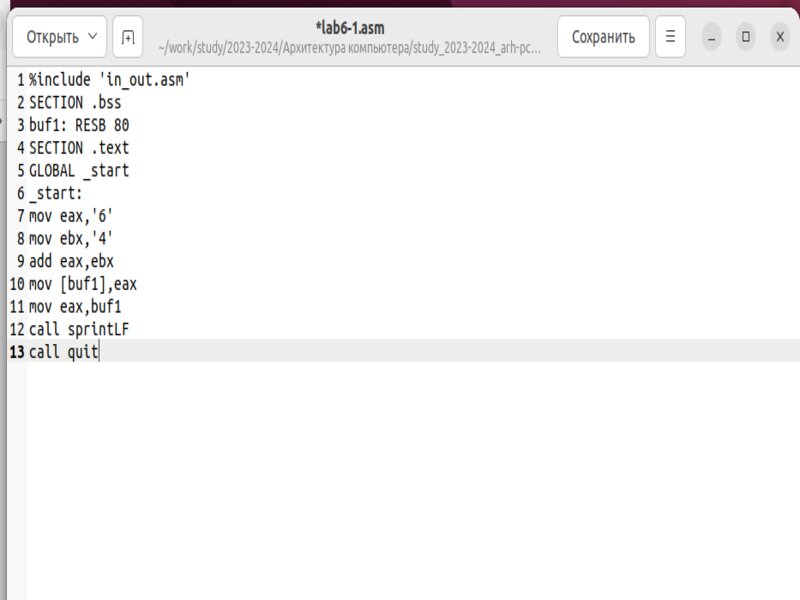 Открыть
*lab6-1.asm
~/work/study/2023-2024/Архитектура компьютера/study_2023-2024_arh-pc...
Сохранить
1 %include 'in_out.asm'
2 SECTION .bss
3 buf1: RESB 80
4 SECTION .text
5 GLOBAL _start
6 _start:
7 mov eax,'6'
8 mov ebx,'4'
9 add eax,ebx
10 mov [buf1],eax
11 mov eax,buf1
12 call sprintLF
13 call quit